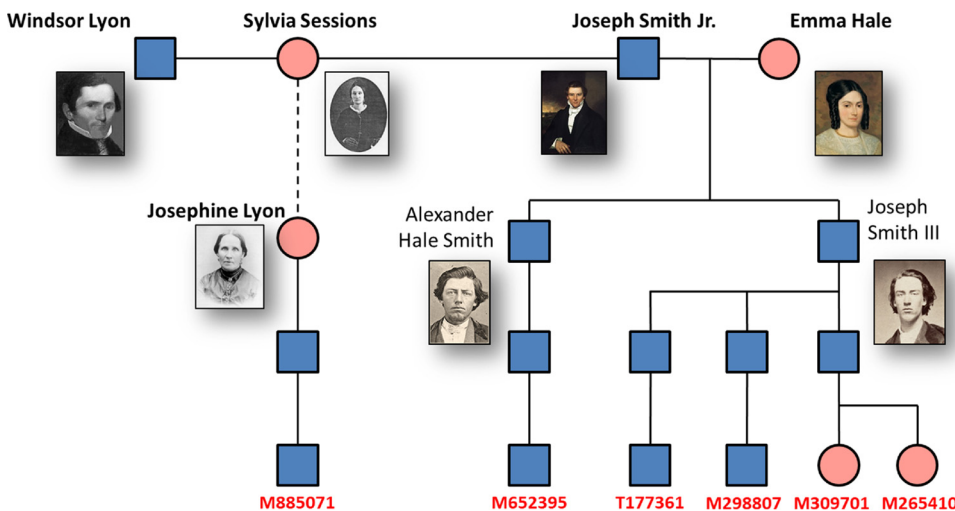 Windsor Lyon
Sylvia Sessions
Joseph Smith Jr.
Emma Hale
Josephine Lyon
Alexander
Hale Smith
Joseph
Smith III
M885071
M652395
T177361
M298807
M309701
M265410